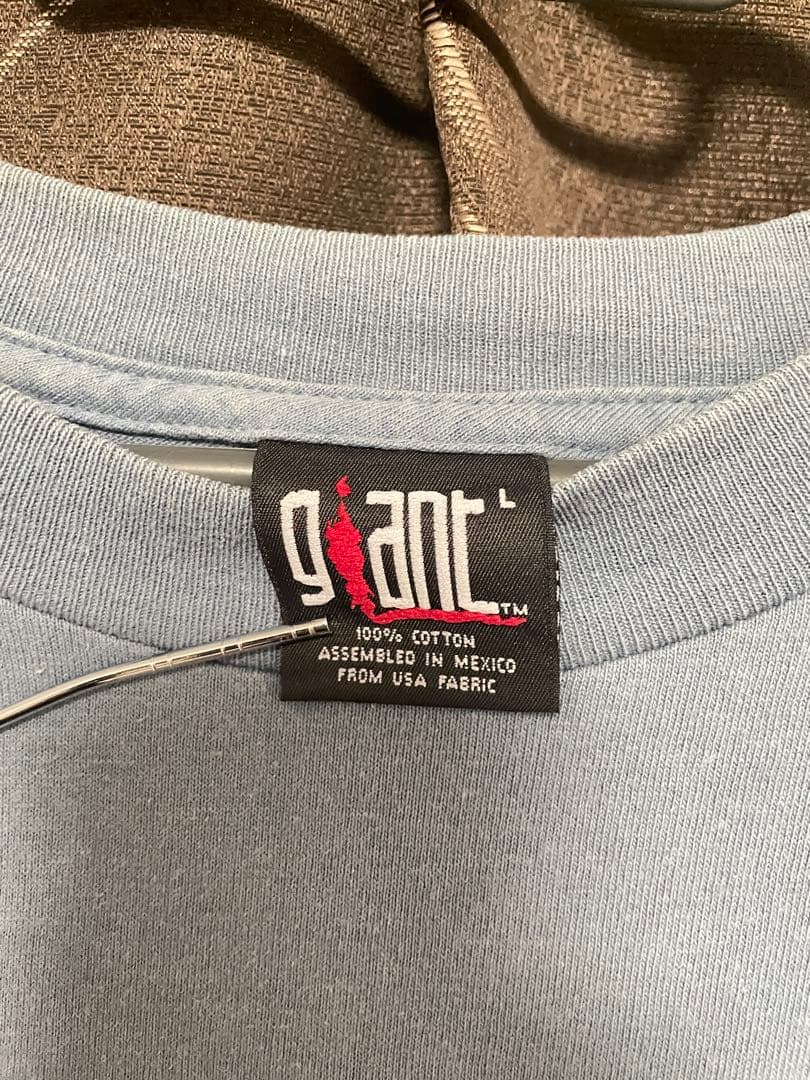 giant L
TM
100% COTTON
ASSEMBLED IN MEXICO
FROM USA FABRIC